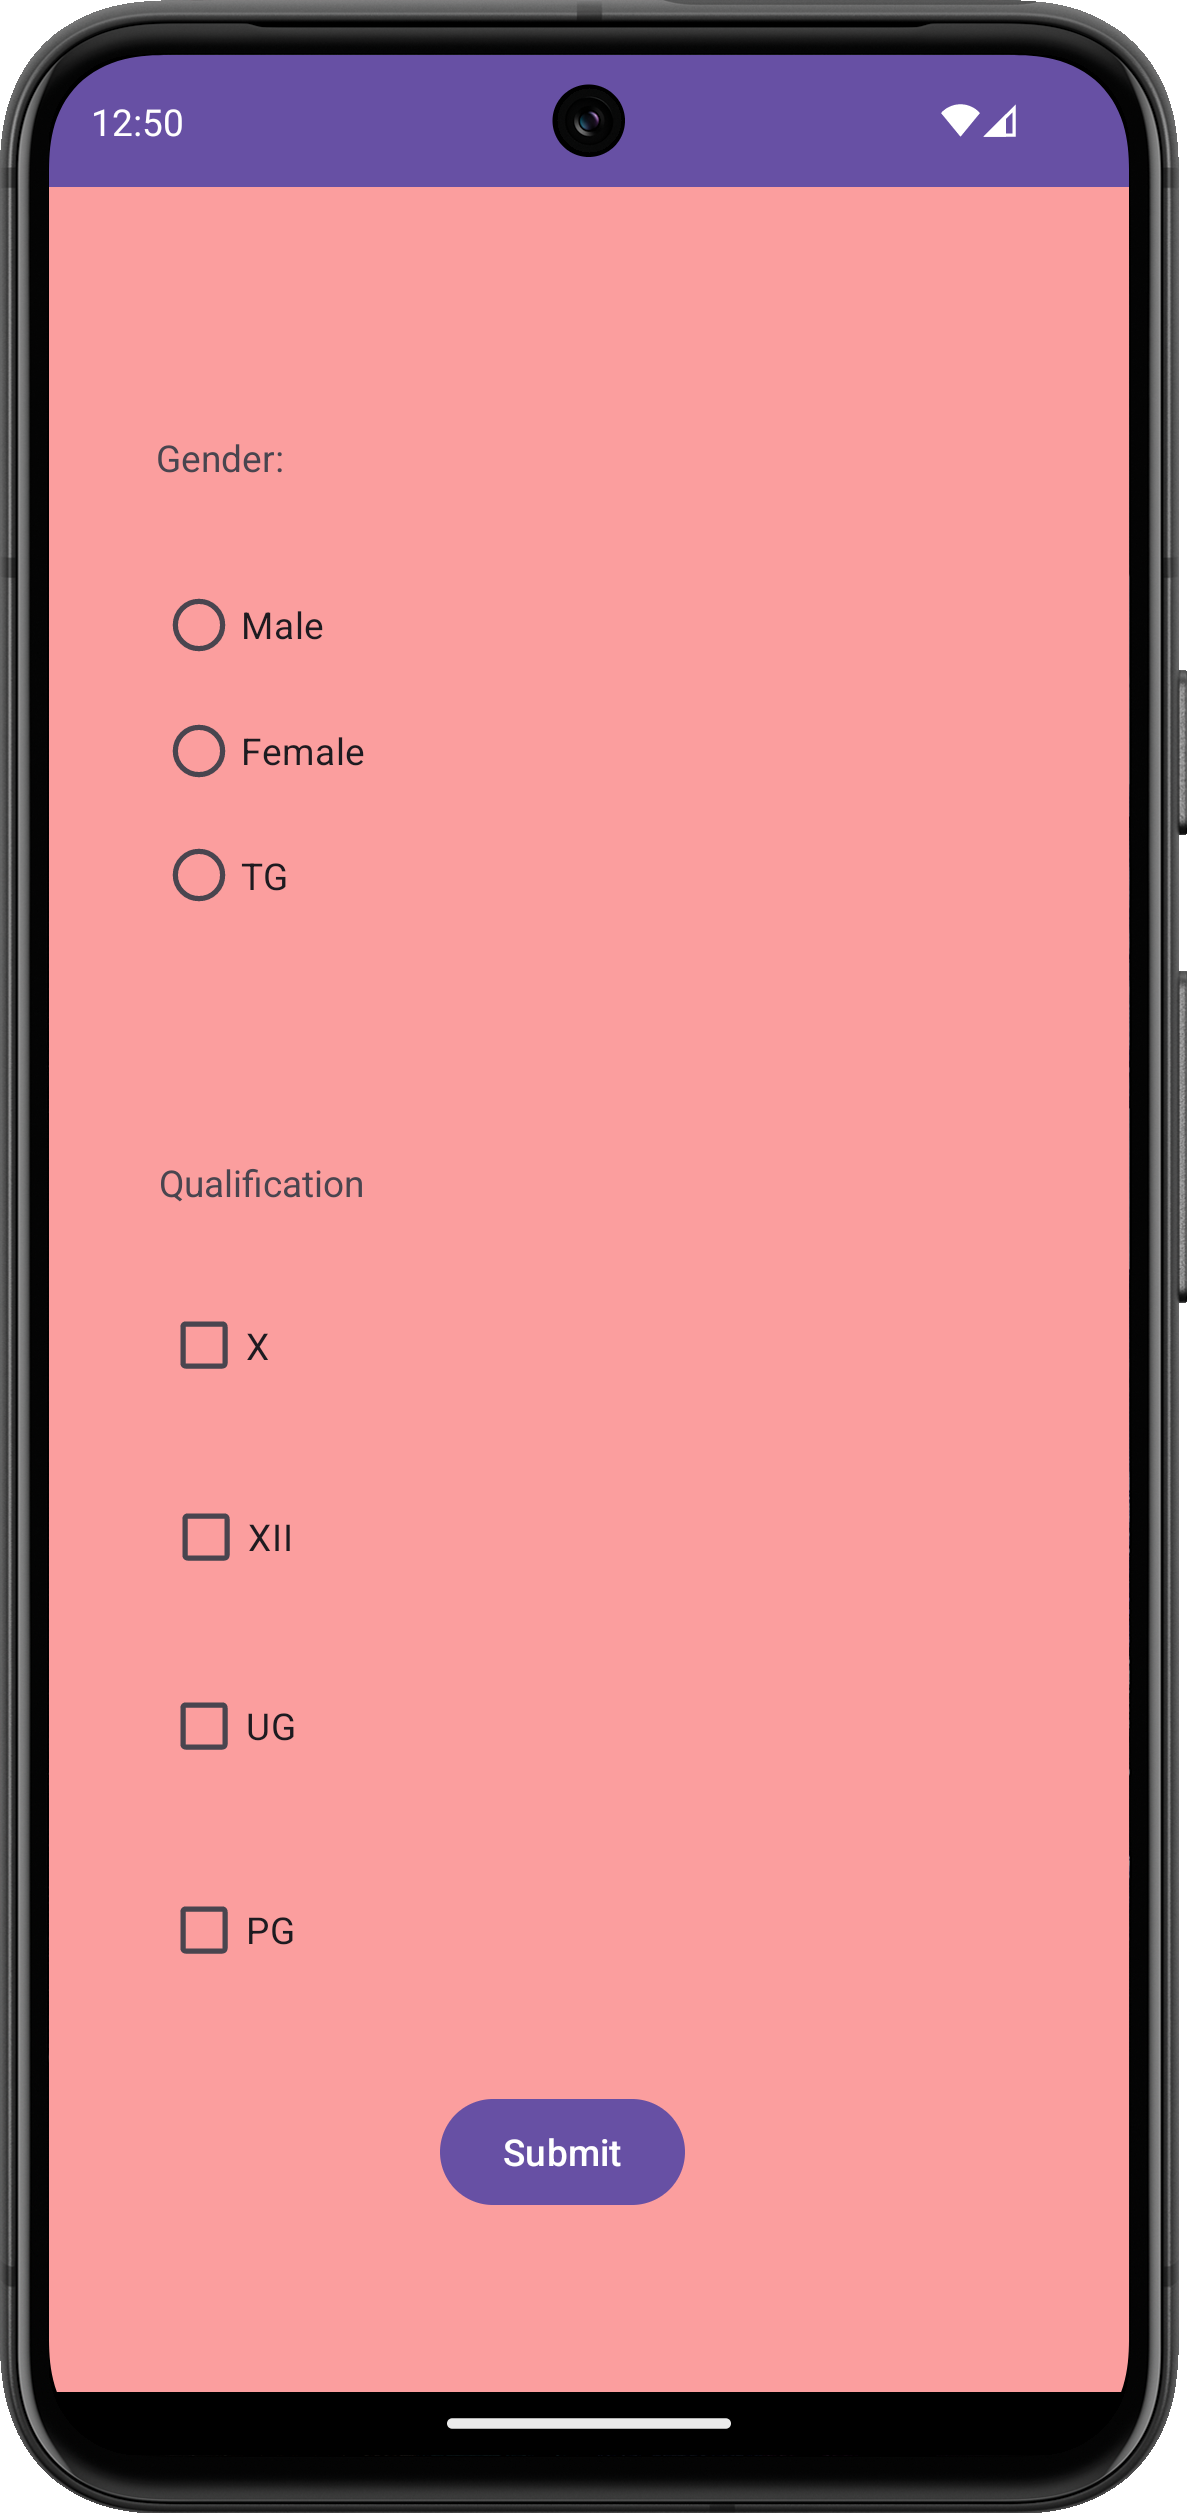 12:50
Gender:
Male
Female
TG
Qualification
X
XII
UG
PG
Submit